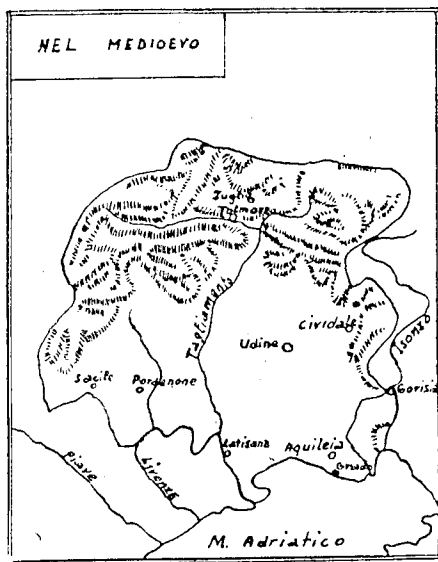 NEL MEDIOEVO
Zuglio
Tolmezzo
Tagliamento
Cividale
Isonzo
Udine
Sacile
Pordenone
Gorizia
Latisana
Aquileia
Grado
Piave
Livenza
M. Adriatico